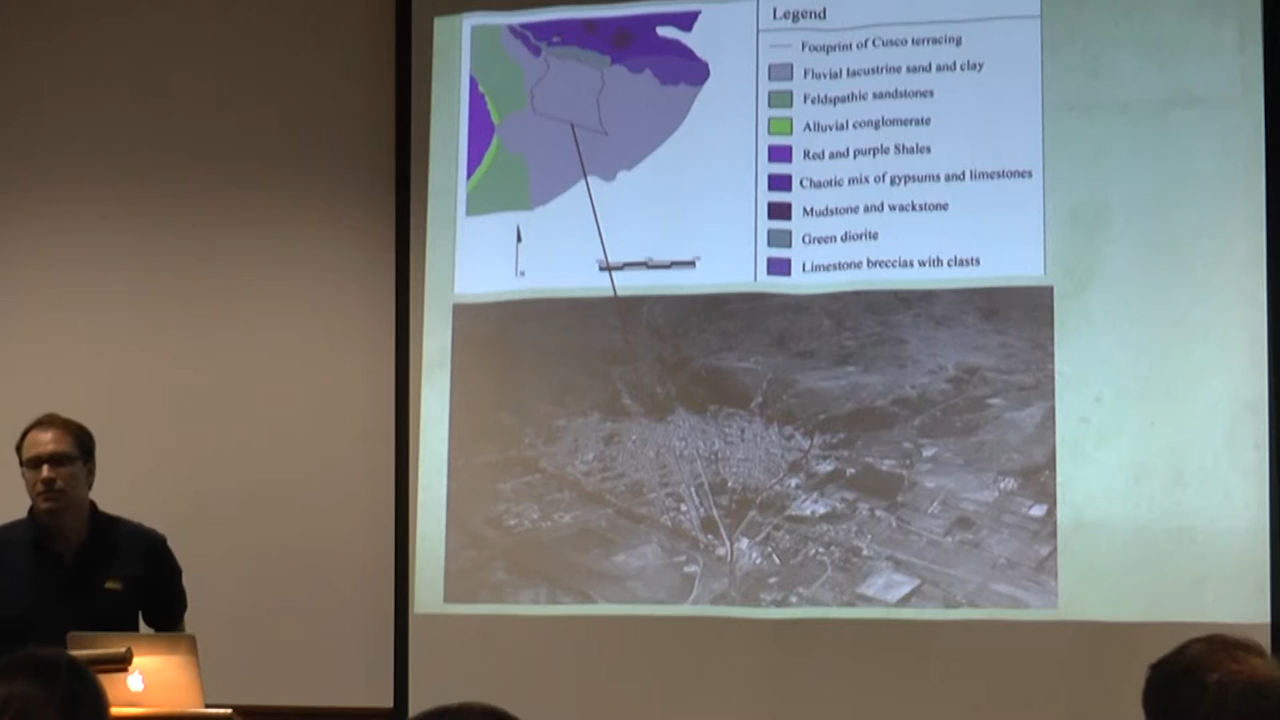 Legend
Footprint of Cusco terracing
Fluvial lacustrine sand and clay
Feldspathic sandstones
Alluvial conglomerate
Red and purple Shales
Chaotic mix of gypsums and limestones
Mudstone and wackstone
Green diorite
Limestone breccias with clasts